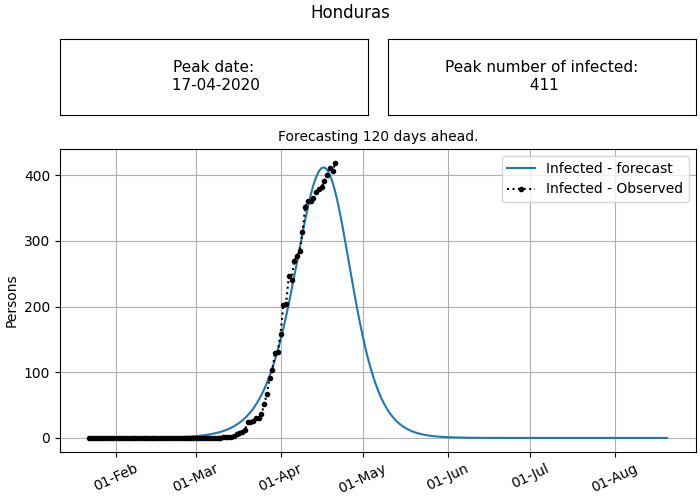 Honduras
Peak date:
17-04-2020
Peak number of infected:
411
Forecasting 120 days ahead.
Infected - forecast
Infected - Observed
Persons
400
300
200
100
0
01-Feb
01-Mar
01-Apr
01-May
01-Jun
01-Jul
01-Aug